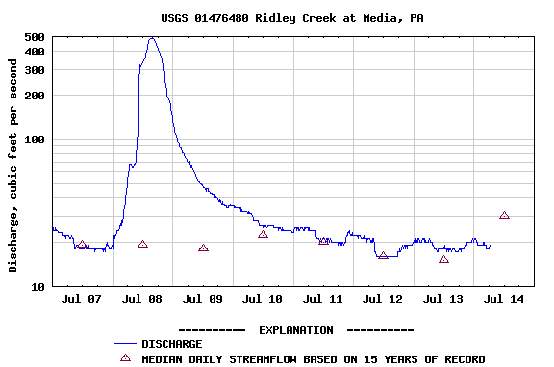 USGS 01476480 Ridley Creek at Media, PA
Discharge, cubic feet per second
500
400
300
200
100
10
Jul 07 Jul 08 Jul 09 Jul 10 Jul 11 Jul 12 Jul 13 Jul 14
---------- EXPLANATION ----------
DISCHARGE
MEDIAN DAILY STREAMFLOW BASED ON 15 YEARS OF RECORD